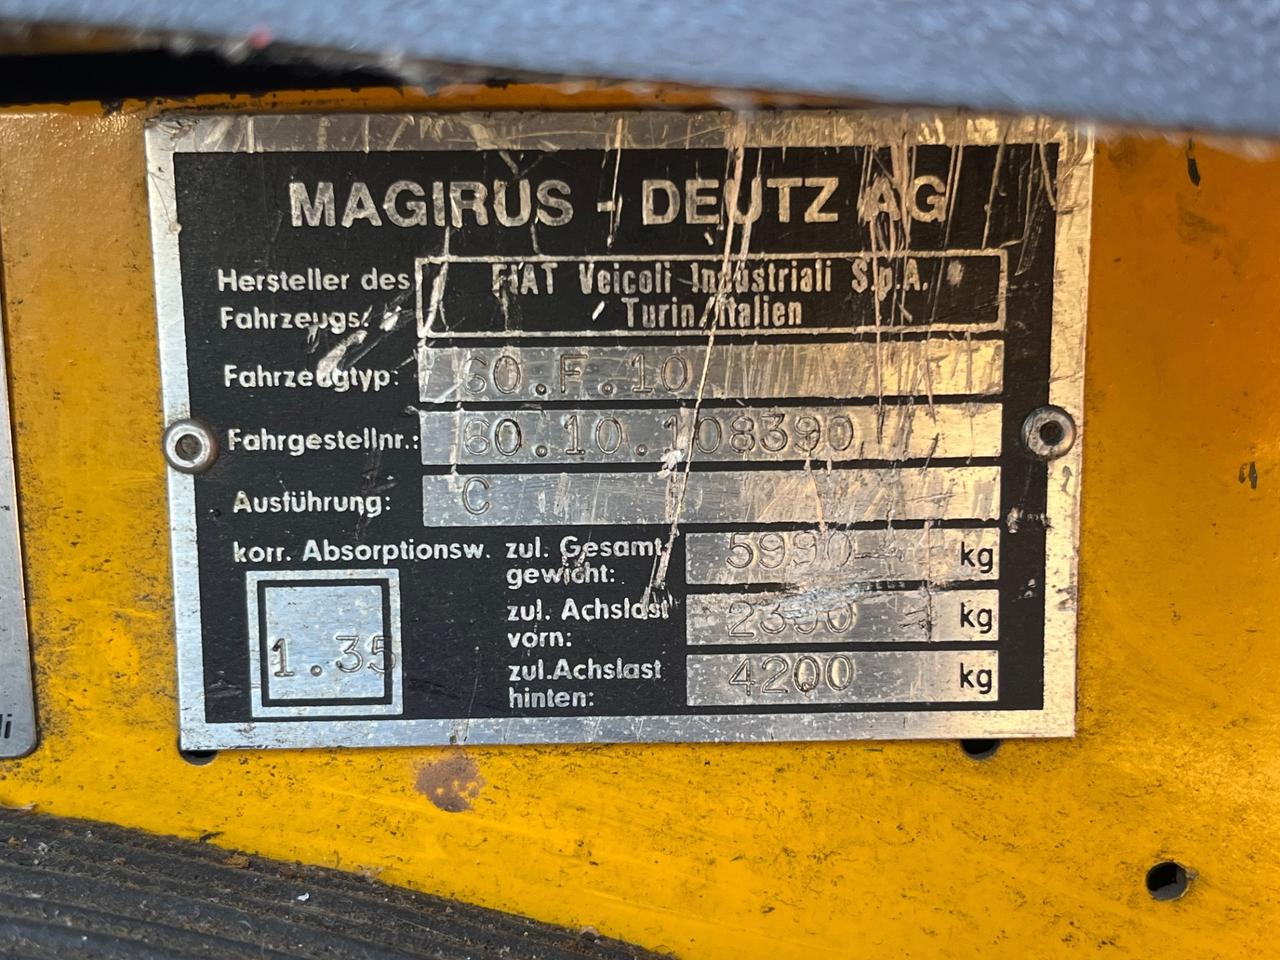 MAGIRUS - DEUTZ AG
Hersteller des FIAT Veicoli Industriali S.p.A.
Fahrzeugs: Turin/Italien
Fahrzeugtyp: 60.F.10
Fahrgestellnr.: 60.10.108390
Ausführung: C
korr. Absorptionsw. zul. Gesamt
gewicht: 5990 kg
1.35
zul. Achslast
vorn: kg
zul.Achslast
hinten: 4200 kg
li